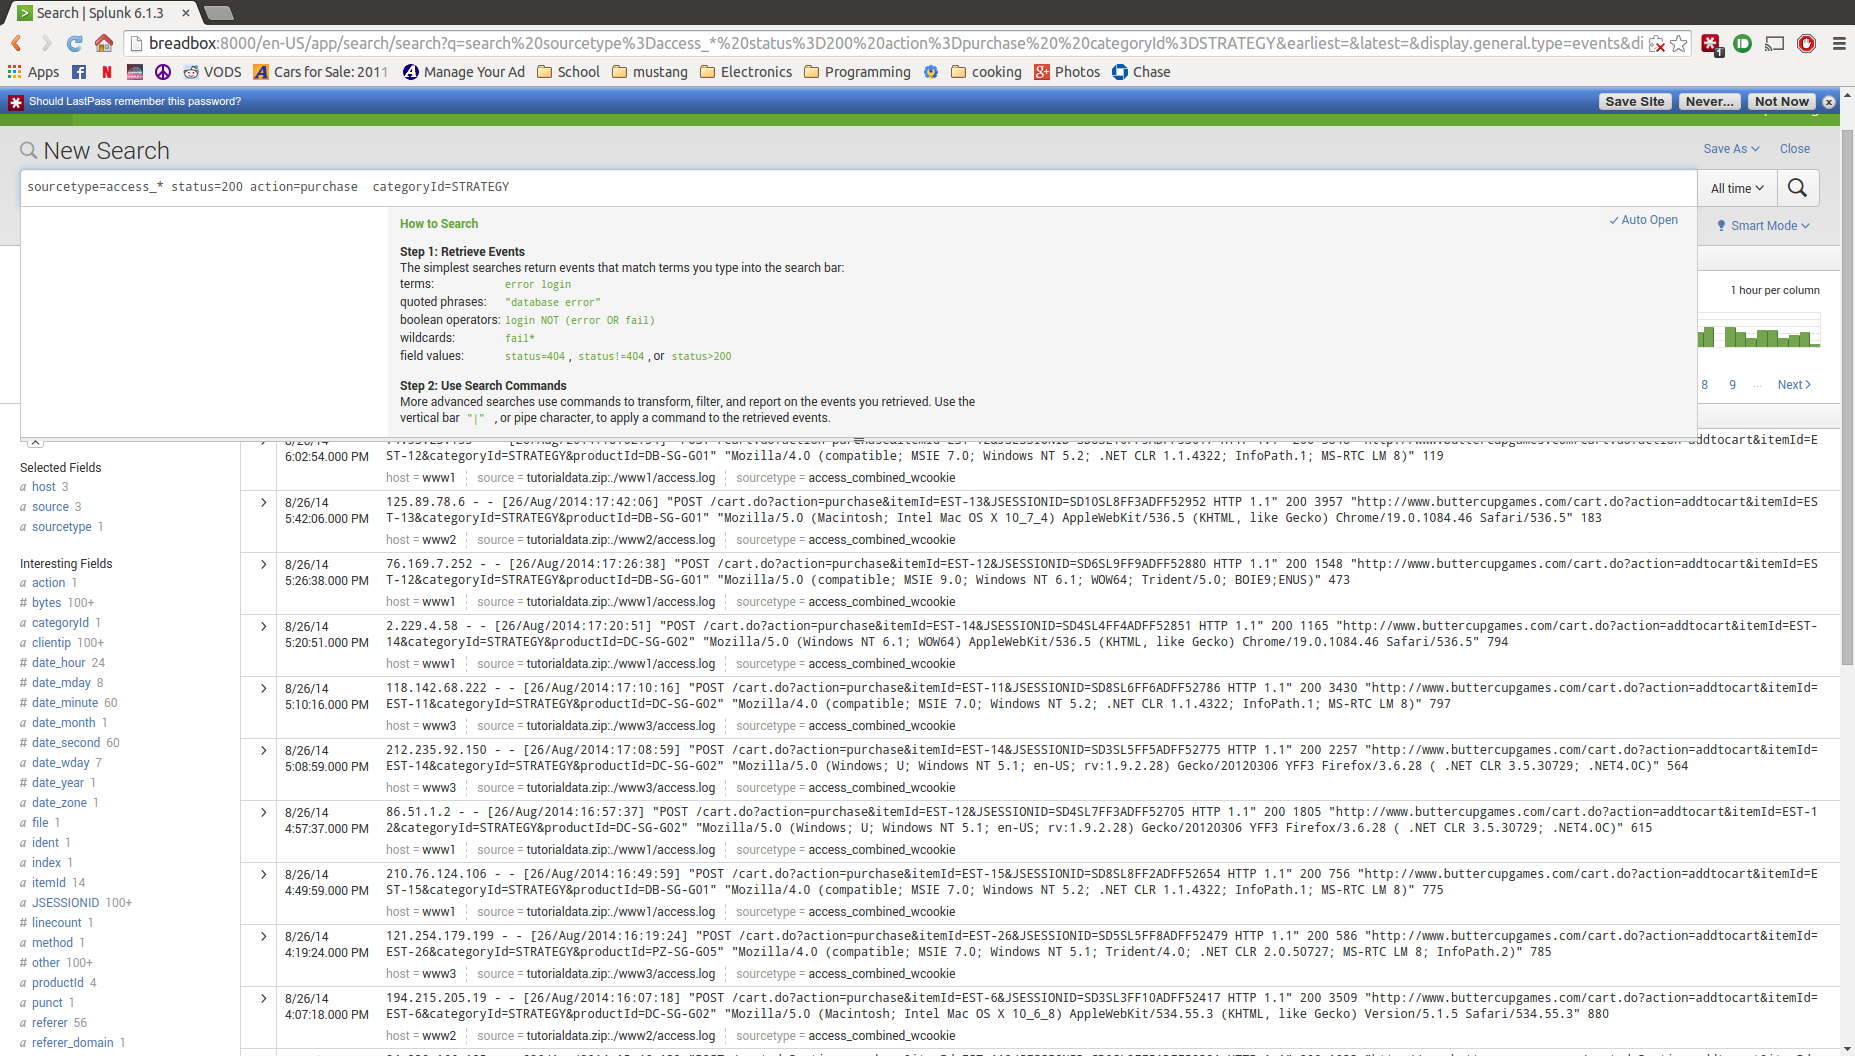 Search | Splunk 6.1.3
breadbox:8000/en-US/app/search/search?q=search%20sourcetype%3Daccess_*%20status%3D200%20action%3Dpurchase%20%20categoryId%3DSTRATEGY&earliest=&latest=&display.general.type=events&di
Apps VODS Cars for Sale: 2011 Manage Your Ad School mustang Electronics Programming cooking Photos Chase
Should LastPass remember this password? Save Site Never... Not Now
New Search Save As Close
sourcetype=access_* status=200 action=purchase  categoryId=STRATEGY All time
How to Search Auto Open
Smart Mode
Step 1: Retrieve Events
The simplest searches return events that match terms you type into the search bar:
terms: error login
quoted phrases: "database error"
boolean operators: login NOT (error OR fail)
wildcards: fail*
field values: status=404 , status!=404 , or status>200
1 hour per column
Step 2: Use Search Commands
More advanced searches use commands to transform, filter, and report on the events you retrieved. Use the
vertical bar "|" , or pipe character, to apply a command to the retrieved events.
8 9 ... Next
Selected Fields
a host 3
a source 3
a sourcetype 1
Interesting Fields
a action 1
# bytes 100+
a categoryId 1
a clientip 100+
# date_hour 24
# date_mday 8
# date_minute 60
a date_month 1
# date_second 60
a date_wday 7
# date_year 1
a date_zone 1
a file 1
a ident 1
a index 1
a itemId 14
a JSESSIONID 100+
# linecount 1
a method 1
# other 100+
a productId 4
a punct 1
a referer 56
a referer_domain 1
6:02:54.000 PM ST-12&categoryId=STRATEGY&productId=DB-SG-G01" "Mozilla/4.0 (compatible; MSIE 7.0; Windows NT 5.2; .NET CLR 1.1.4322; InfoPath.1; MS-RTC LM 8)" 119
host = www1 source = tutorialdata.zip:./www1/access.log sourcetype = access_combined_wcookie
8/26/14 125.89.78.6 - - [26/Aug/2014:17:42:06] "POST /cart.do?action=purchase&itemId=EST-13&JSESSIONID=SD10SL8FF3ADFF52952 HTTP 1.1" 200 3957 "http://www.buttercupgames.com/cart.do?action=addtocart&itemId=ES
5:42:06.000 PM T-13&categoryId=STRATEGY&productId=DB-SG-G01" "Mozilla/5.0 (Macintosh; Intel Mac OS X 10_7_4) AppleWebKit/536.5 (KHTML, like Gecko) Chrome/19.0.1084.46 Safari/536.5" 183
host = www2 source = tutorialdata.zip:./www2/access.log sourcetype = access_combined_wcookie
8/26/14 76.169.7.252 - - [26/Aug/2014:17:26:38] "POST /cart.do?action=purchase&itemId=EST-12&JSESSIONID=SD6SL9FF9ADFF52880 HTTP 1.1" 200 1548 "http://www.buttercupgames.com/cart.do?action=addtocart&itemId=ES
5:26:38.000 PM T-12&categoryId=STRATEGY&productId=DB-SG-G01" "Mozilla/5.0 (compatible; MSIE 9.0; Windows NT 6.1; WOW64; Trident/5.0; BOIE9;ENUS)" 473
host = www1 source = tutorialdata.zip:./www1/access.log sourcetype = access_combined_wcookie
8/26/14 2.229.4.58 - - [26/Aug/2014:17:20:51] "POST /cart.do?action=purchase&itemId=EST-14&JSESSIONID=SD4SL4FF4ADFF52851 HTTP 1.1" 200 1165 "http://www.buttercupgames.com/cart.do?action=addtocart&itemId=EST-
5:20:51.000 PM 14&categoryId=STRATEGY&productId=DC-SG-G02" "Mozilla/5.0 (Windows NT 6.1; WOW64) AppleWebKit/536.5 (KHTML, like Gecko) Chrome/19.0.1084.46 Safari/536.5" 794
host = www1 source = tutorialdata.zip:./www1/access.log sourcetype = access_combined_wcookie
8/26/14 118.142.68.222 - - [26/Aug/2014:17:10:16] "POST /cart.do?action=purchase&itemId=EST-11&JSESSIONID=SD8SL6FF6ADFF52786 HTTP 1.1" 200 3430 "http://www.buttercupgames.com/cart.do?action=addtocart&itemId=
5:10:16.000 PM EST-11&categoryId=STRATEGY&productId=DC-SG-G02" "Mozilla/4.0 (compatible; MSIE 7.0; Windows NT 5.2; .NET CLR 1.1.4322; InfoPath.1; MS-RTC LM 8)" 797
host = www3 source = tutorialdata.zip:./www3/access.log sourcetype = access_combined_wcookie
8/26/14 212.235.92.150 - - [26/Aug/2014:17:08:59] "POST /cart.do?action=purchase&itemId=EST-14&JSESSIONID=SD3SL5FF5ADFF52775 HTTP 1.1" 200 2257 "http://www.buttercupgames.com/cart.do?action=addtocart&itemId=
5:08:59.000 PM EST-14&categoryId=STRATEGY&productId=DC-SG-G02" "Mozilla/5.0 (Windows; U; Windows NT 5.1; en-US; rv:1.9.2.28) Gecko/20120306 YFF3 Firefox/3.6.28 ( .NET CLR 3.5.30729; .NET4.0C)" 564
host = www3 source = tutorialdata.zip:./www3/access.log sourcetype = access_combined_wcookie
8/26/14 86.51.1.2 - - [26/Aug/2014:16:57:37] "POST /cart.do?action=purchase&itemId=EST-12&JSESSIONID=SD4SL7FF3ADFF52705 HTTP 1.1" 200 1805 "http://www.buttercupgames.com/cart.do?action=addtocart&itemId=EST-1
4:57:37.000 PM 2&categoryId=STRATEGY&productId=DC-SG-G02" "Mozilla/5.0 (Windows; U; Windows NT 5.1; en-US; rv:1.9.2.28) Gecko/20120306 YFF3 Firefox/3.6.28 ( .NET CLR 3.5.30729; .NET4.0C)" 615
host = www1 source = tutorialdata.zip:./www1/access.log sourcetype = access_combined_wcookie
8/26/14 210.76.124.106 - - [26/Aug/2014:16:49:59] "POST /cart.do?action=purchase&itemId=EST-15&JSESSIONID=SD8SL8FF2ADFF52654 HTTP 1.1" 200 756 "http://www.buttercupgames.com/cart.do?action=addtocart&itemId=E
4:49:59.000 PM ST-15&categoryId=STRATEGY&productId=DB-SG-G01" "Mozilla/4.0 (compatible; MSIE 7.0; Windows NT 5.2; .NET CLR 1.1.4322; InfoPath.1; MS-RTC LM 8)" 775
host = www1 source = tutorialdata.zip:./www1/access.log sourcetype = access_combined_wcookie
8/26/14 121.254.179.199 - - [26/Aug/2014:16:19:24] "POST /cart.do?action=purchase&itemId=EST-26&JSESSIONID=SD5SL5FF8ADFF52479 HTTP 1.1" 200 586 "http://www.buttercupgames.com/cart.do?action=addtocart&itemId=
4:19:24.000 PM EST-26&categoryId=STRATEGY&productId=PZ-SG-G05" "Mozilla/4.0 (compatible; MSIE 7.0; Windows NT 5.1; Trident/4.0; .NET CLR 2.0.50727; MS-RTC LM 8; InfoPath.2)" 785
host = www3 source = tutorialdata.zip:./www3/access.log sourcetype = access_combined_wcookie
8/26/14 194.215.205.19 - - [26/Aug/2014:16:07:18] "POST /cart.do?action=purchase&itemId=EST-6&JSESSIONID=SD3SL3FF10ADFF52417 HTTP 1.1" 200 3509 "http://www.buttercupgames.com/cart.do?action=addtocart&itemId=
4:07:18.000 PM EST-6&categoryId=STRATEGY&productId=DC-SG-G02" "Mozilla/5.0 (Macintosh; Intel Mac OS X 10_6_8) AppleWebKit/534.55.3 (KHTML, like Gecko) Version/5.1.5 Safari/534.55.3" 880
host = www2 source = tutorialdata.zip:./www2/access.log sourcetype = access_combined_wcookie